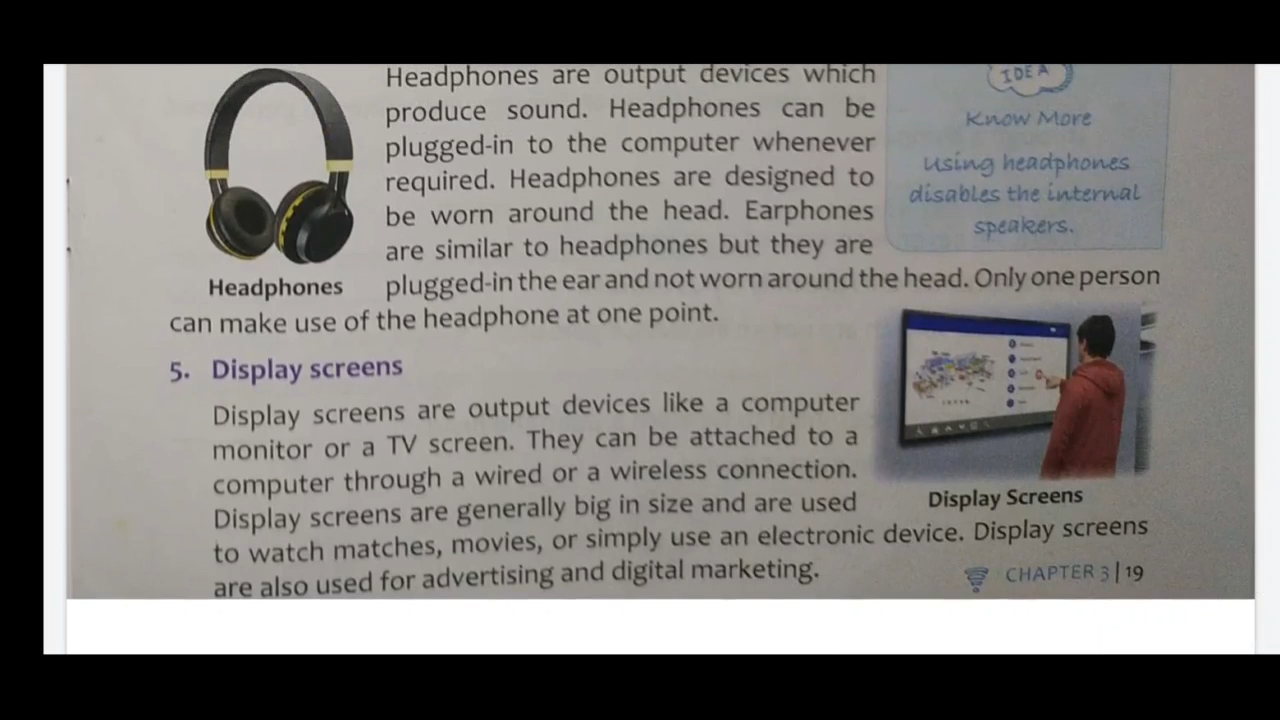 Headphones are output devices which
produce sound. Headphones can be
plugged-in to the computer whenever
required. Headphones are designed to
be worn around the head. Earphones
are similar to headphones but they are
plugged-in the ear and not worn around the head. Only one person
can make use of the headphone at one point.
Headphones
IDEA
Know More
Using headphones
disables the internal
speakers.
5. Display screens
Display screens are output devices like a computer
monitor or a TV screen. They can be attached to a
computer through a wired or a wireless connection.
Display screens are generally big in size and are used
to watch matches, movies, or simply use an electronic device. Display screens
are also used for advertising and digital marketing.
Display Screens
CHAPTER 3|19